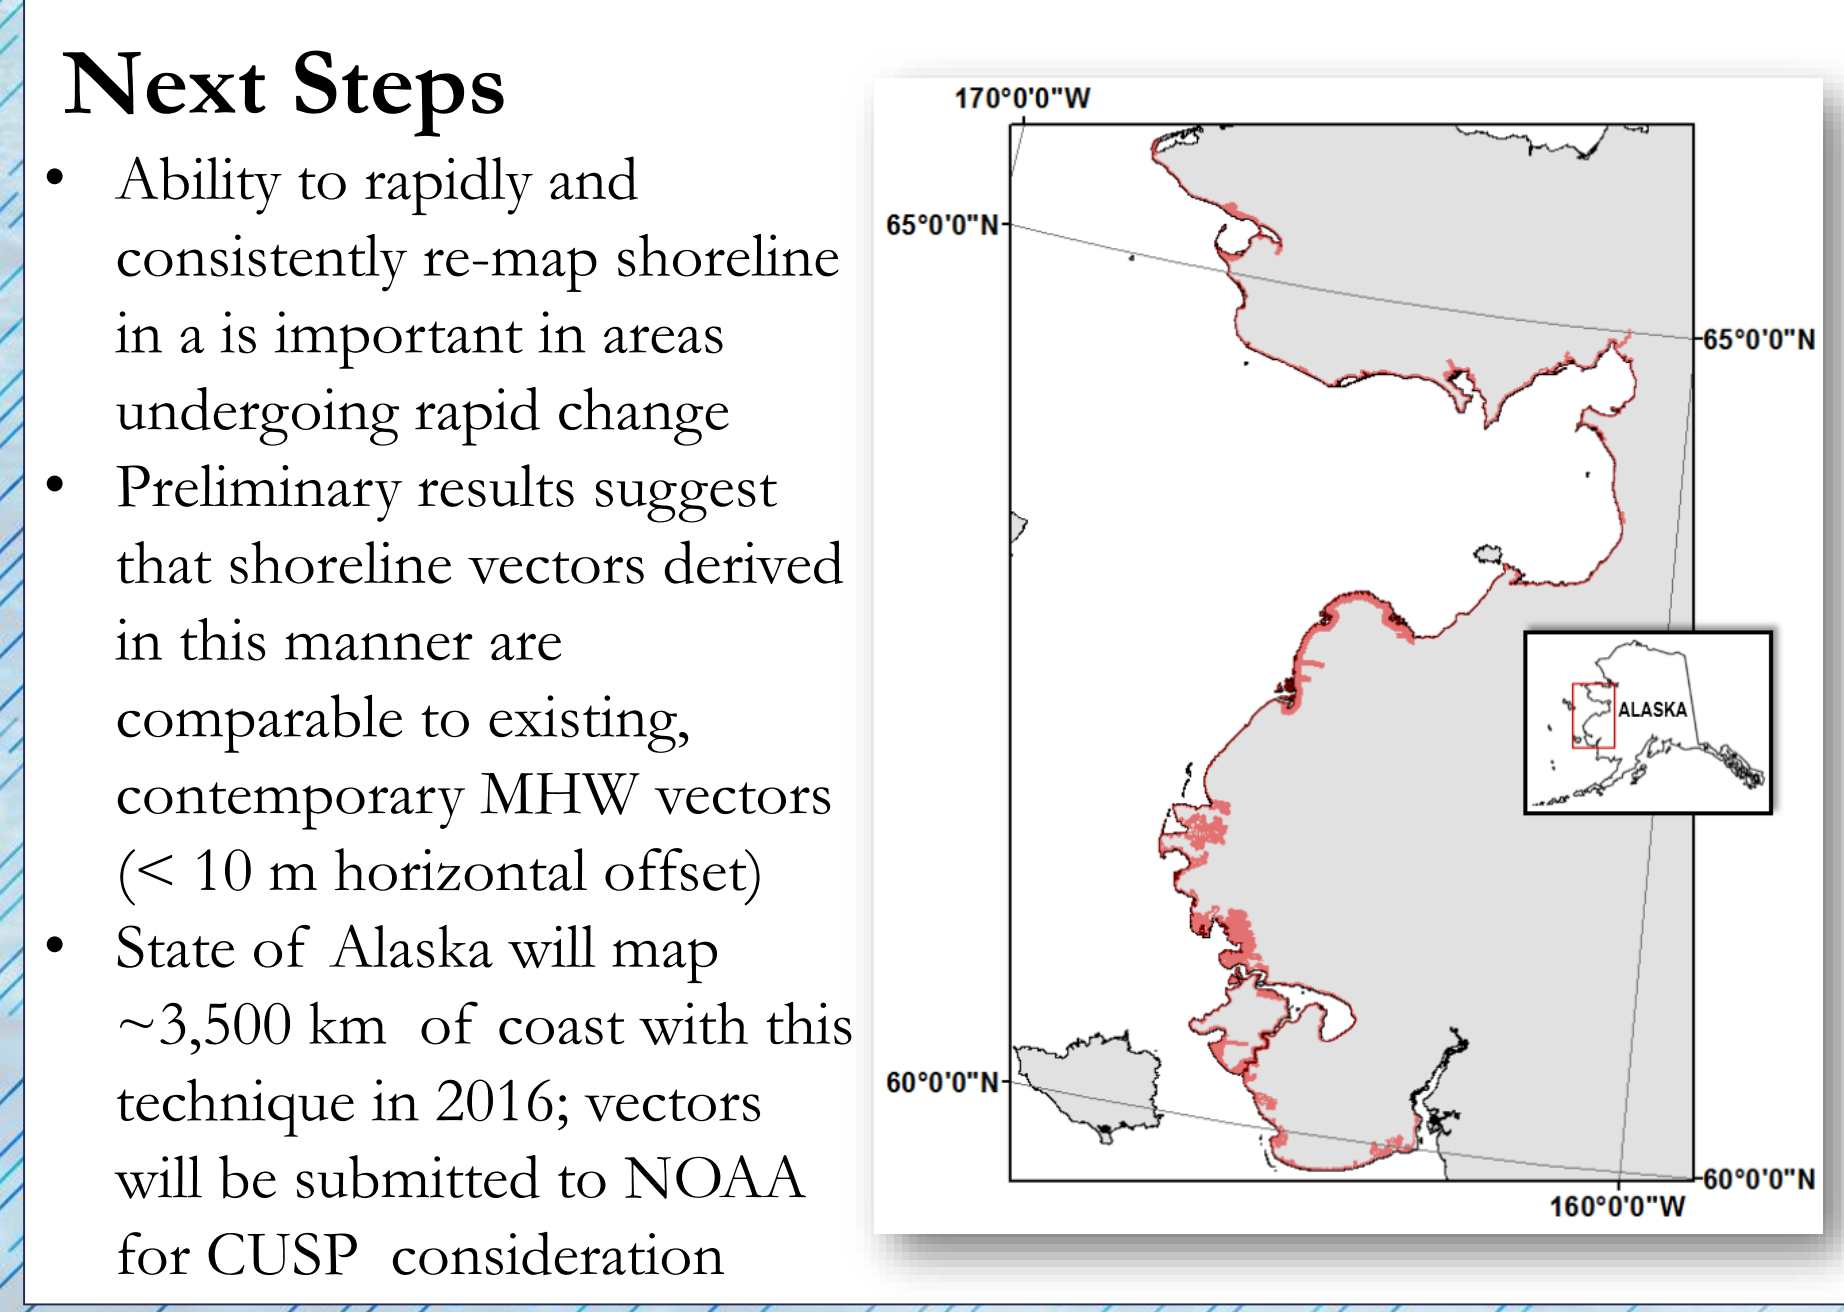 Next Steps
• Ability to rapidly and
consistently re-map shoreline
in a is important in areas
undergoing rapid change
• Preliminary results suggest
that shoreline vectors derived
in this manner are
comparable to existing,
contemporary MHW vectors
(< 10 m horizontal offset)
• State of Alaska will map
~3,500 km of coast with this
technique in 2016; vectors
will be submitted to NOAA
for CUSP consideration
170°0'0"W
65°0'0"N
65°0'0"N
ALASKA
60°0'0"N
60°0'0"N
160°0'0"W